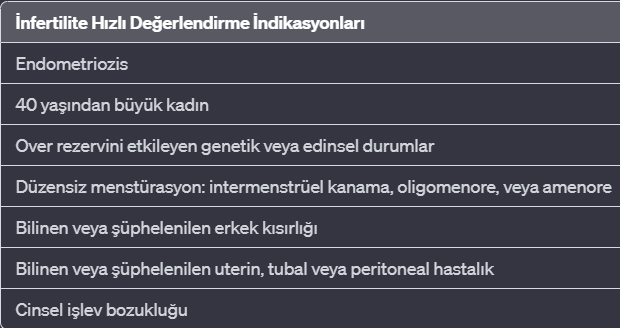 İnfertilite Hızlı Değerlendirme İndikasyonları
Endometriozis
40 yaşından büyük kadın
Over rezervini etkileyen genetik veya edinsel durumlar
Düzensiz menstürasyon: intermenstrüel kanama, oligomenore, veya amenore
Bilinen veya şüphelenilen erkek kısırlığı
Bilinen veya şüphelenilen uterin, tubal veya peritoneal hastalık
Cinsel işlev bozukluğu